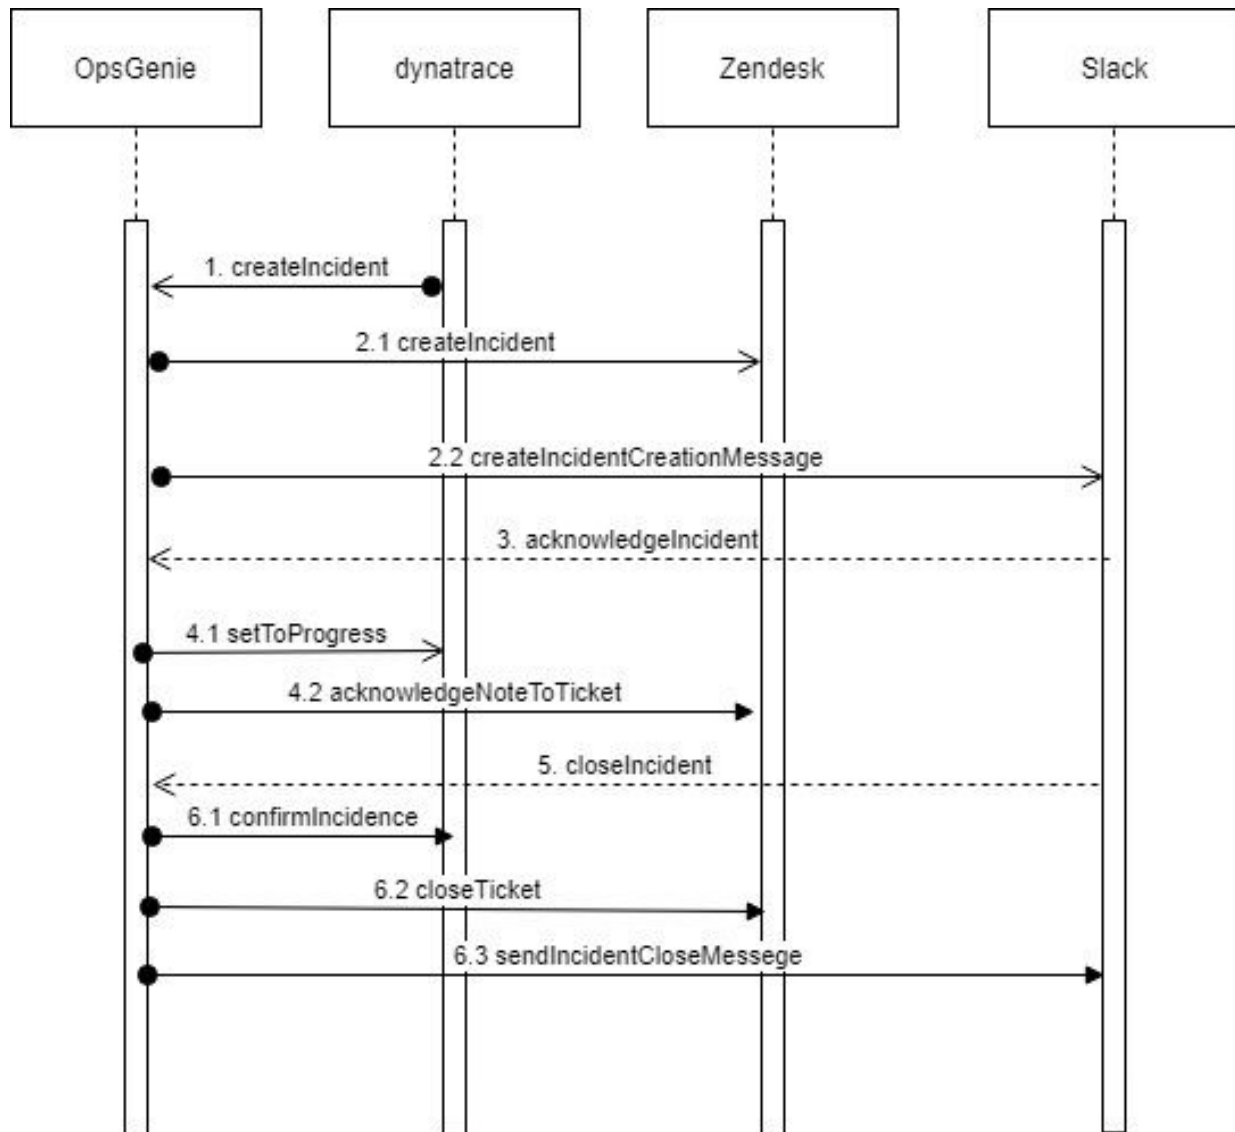 OpsGenie
dynatrace
Zendesk
Slack
1. createIncident
2.1 createIncident
2.2 createIncidentCreationMessage
3. acknowledgeIncident
4.1 setToProgress
4.2 acknowledgeNoteToTicket
5. closeIncident
6.1 confirmIncidence
6.2 closeTicket
6.3 sendIncidentCloseMessege